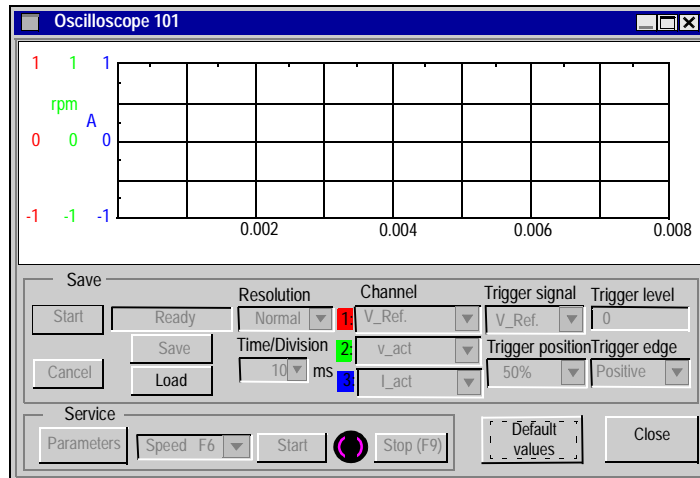 Oscilloscope 101
1 1 1
rpm
A
0 0 0
-1 -1 -1
0.002 0.004 0.006 0.008
Save
Resolution Channel Trigger signal Trigger level
Start Ready Normal 1: V_Ref. V_Ref. 0
Save Time/Division 2: v_act Trigger position Trigger edge
Cancel Load 10 ms 3: I_act 50% Positive
Service
Parameters Speed F6 Start Stop (F9) Default values Close